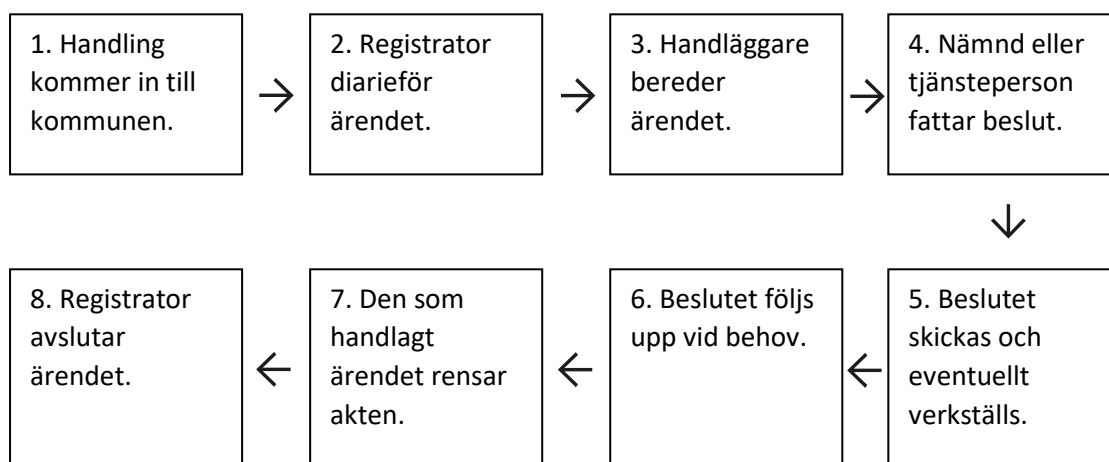 1. Handling
kommer in till
kommunen.
2. Registrator
diarieför
ärendet.
3. Handläggare
bereder
ärendet.
4. Nämnd eller
tjänsteperson
fattar beslut.
5. Beslutet
skickas och
eventuellt
verkställs.
6. Beslutet följs
upp vid behov.
7. Den som
handlagt
ärendet rensar
akten.
8. Registrator
avslutar
ärendet.